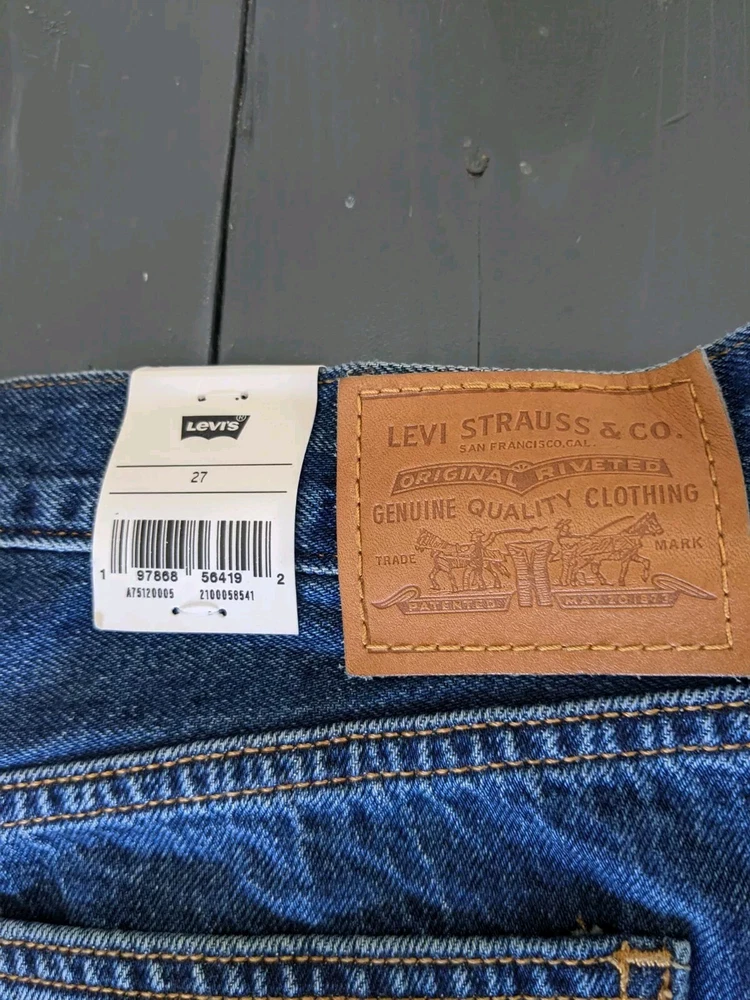 LEVI'S®
27
1 97868 56419 2
A75120005 2100058541
LEVI STRAUSS & CO.
SAN FRANCISCO, CAL.
ORIGINAL RIVETED
GENUINE QUALITY CLOTHING
TRADE MARK
PATENTED MAY 20 1873